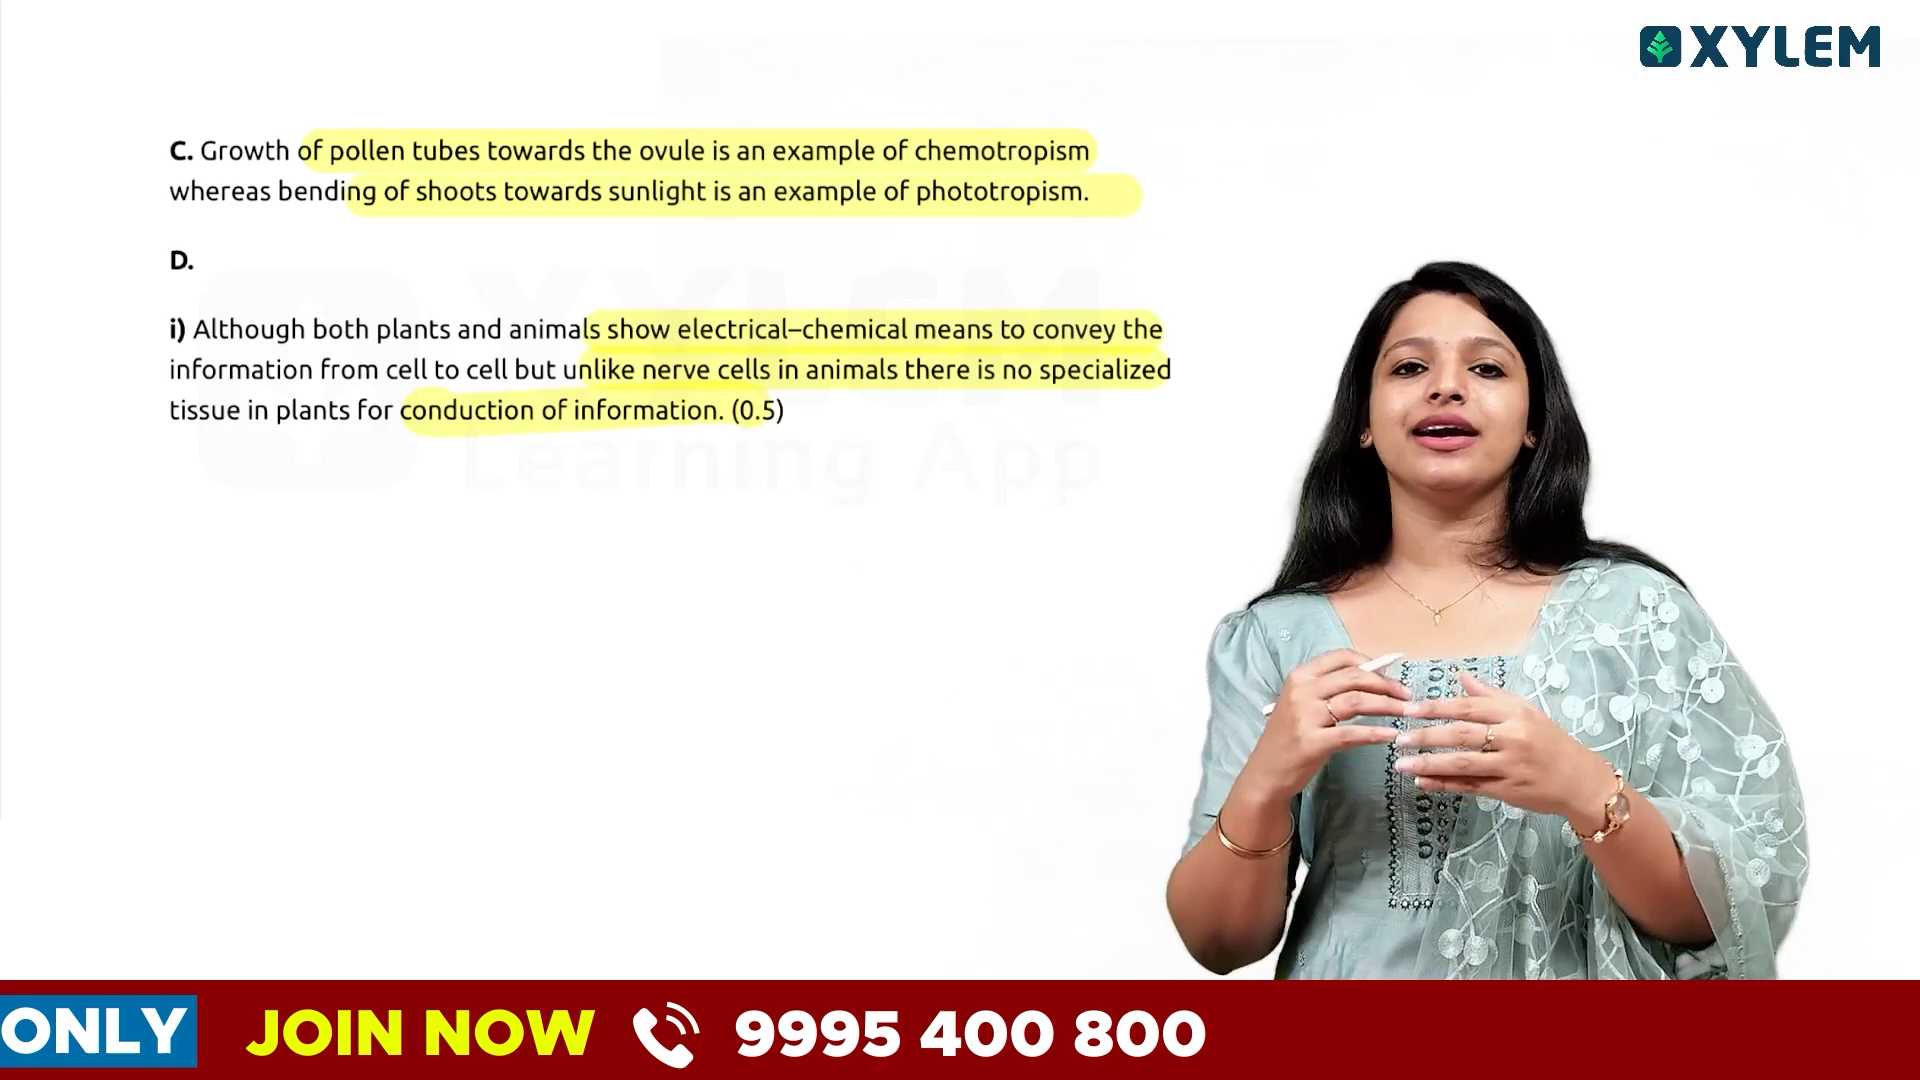 XYLEM
C. Growth of pollen tubes towards the ovule is an example of chemotropism
whereas bending of shoots towards sunlight is an example of phototropism.
D.
i) Although both plants and animals show electrical–chemical means to convey the
information from cell to cell but unlike nerve cells in animals there is no specialized
tissue in plants for conduction of information. (0.5)
XYLEM
Learning App
ONLY JOIN NOW 9995 400 800